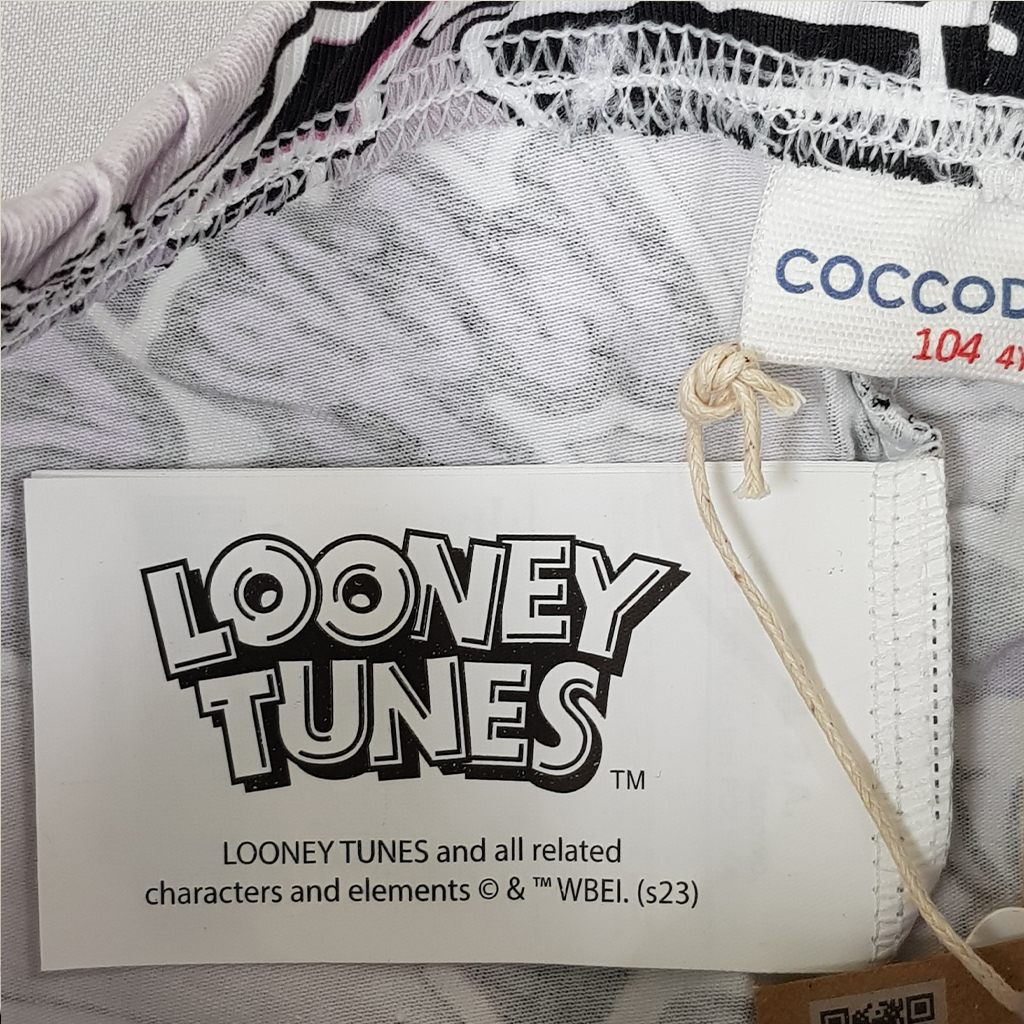 COCCOD
104 4Y
LOONEY
TUNES
TM
LOONEY TUNES and all related
characters and elements © & ™ WBEI. (s23)